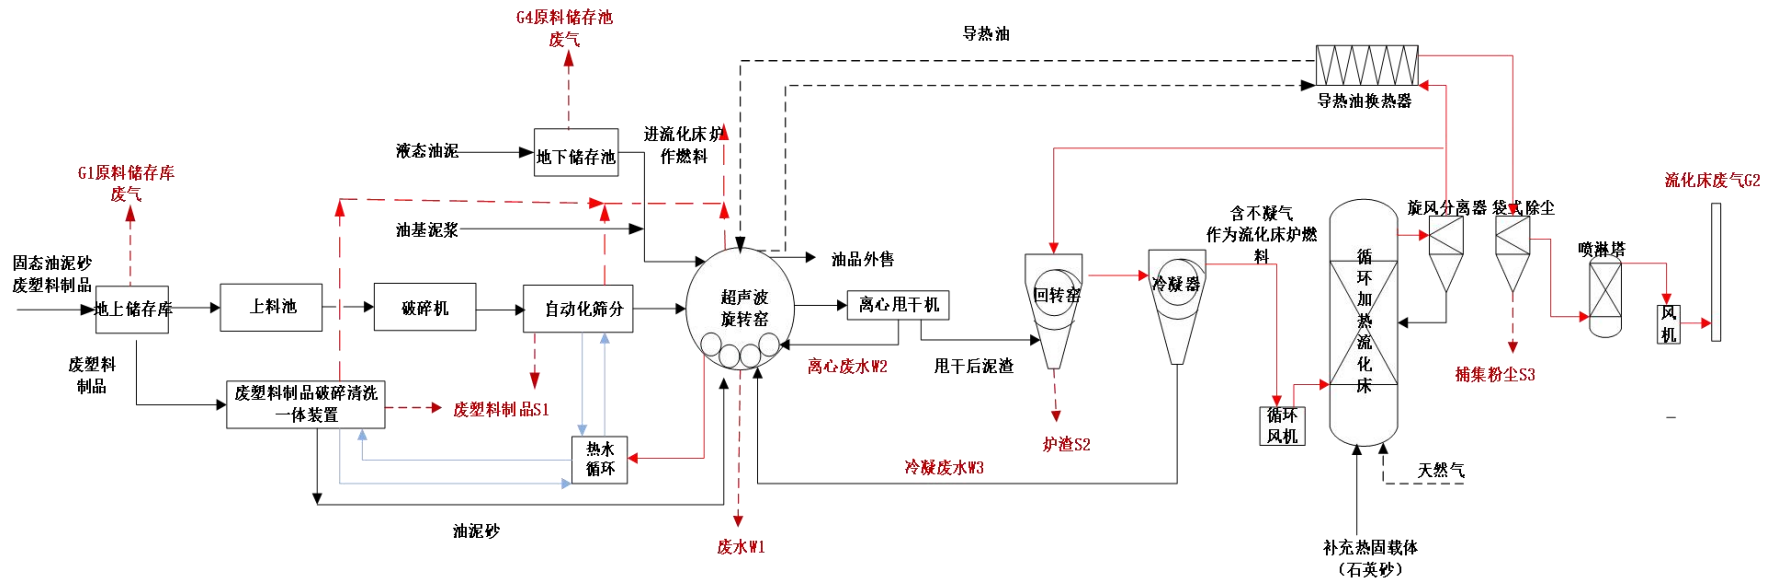 G4原料储存池
废气
导热油
导热油换热器
液态油泥
地下储存池
进流化床炉
作燃料
G1原料储存库
废气
流化床废气G2
油基泥浆
含不凝气
作为流化床炉燃
料
旋风分离器
袋式除尘
喷淋塔
固态油泥砂
废塑料制品
地上储存库
上料池
破碎机
自动化筛分
超声波
旋转窑
油品外售
离心甩干机
回转窑
冷凝器
循环加热流化床
风机
废塑料
制品
离心废水W2
甩干后泥渣
捕集粉尘S3
废塑料制品破碎清洗
一体装置
废塑料制品S1
热水
循环
炉渣S2
循环
风机
冷凝废水W3
天然气
油泥砂
废水W1
补充热固载体
（石英砂）